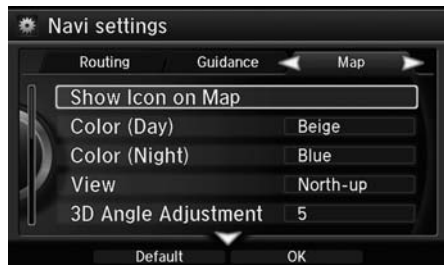 Navi settings
Routing Guidance Map
Show Icon on Map
Color (Day) Beige
Color (Night) Blue
View North-up
3D Angle Adjustment 5
Default OK